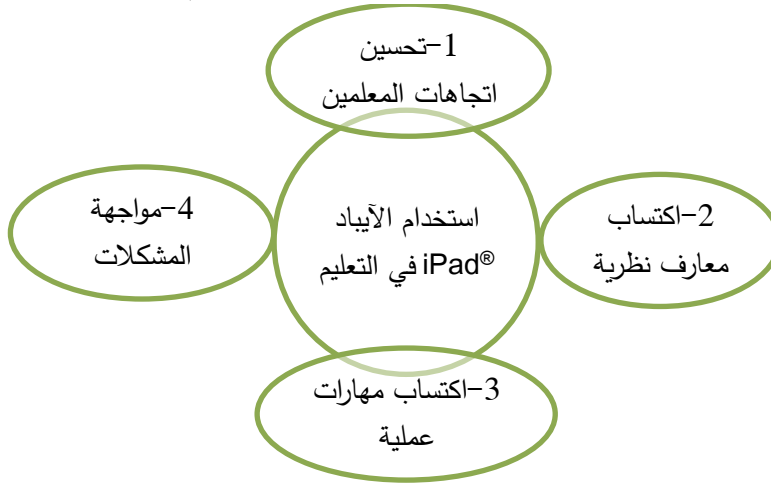 1-تحسين
اتجاهات المعلمين
استخدام الآيباد
iPad® في التعليم
2-اكتساب
معارف نظرية
3-اكتساب مهارات
عملية
4-مواجهة
المشكلات